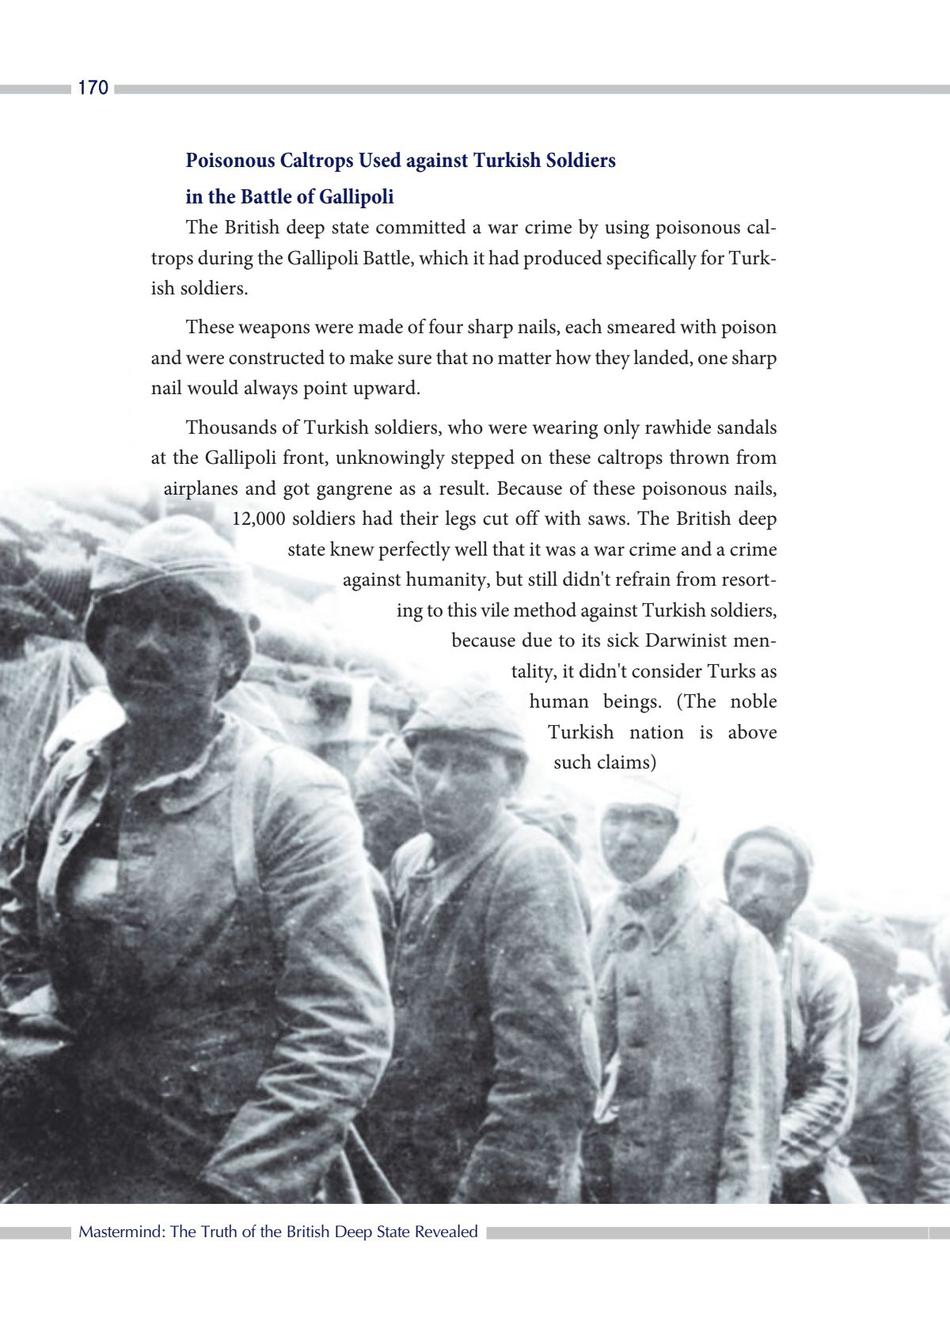 170
Poisonous Caltrops Used against Turkish Soldiers
in the Battle of Gallipoli
The British deep state committed a war crime by using poisonous cal-
trops during the Gallipoli Battle, which it had produced specifically for Turk-
ish soldiers.
These weapons were made of four sharp nails, each smeared with poison
and were constructed to make sure that no matter how they landed, one sharp
nail would always point upward.
Thousands of Turkish soldiers, who were wearing only rawhide sandals
at the Gallipoli front, unknowingly stepped on these caltrops thrown from
airplanes and got gangrene as a result. Because of these poisonous nails,
12,000 soldiers had their legs cut off with saws. The British deep
state knew perfectly well that it was a war crime and a crime
against humanity, but still didn't refrain from resort-
ing to this vile method against Turkish soldiers,
because due to its sick Darwinist men-
tality, it didn't consider Turks as
human beings. (The noble
Turkish nation is above
such claims)
Mastermind: The Truth of the British Deep State Revealed